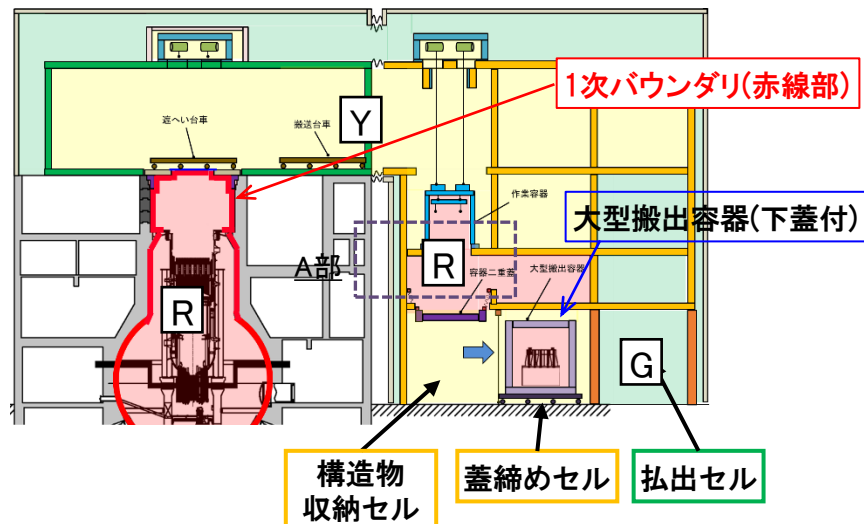 1次バウンダリ(赤線部)
遮へい台車
搬送台車
Y
作業容器
大型搬出容器(下蓋付)
A部
R
容器二重蓋
大型搬出容器
R
G
構造物
収納セル
蓋締めセル
払出セル